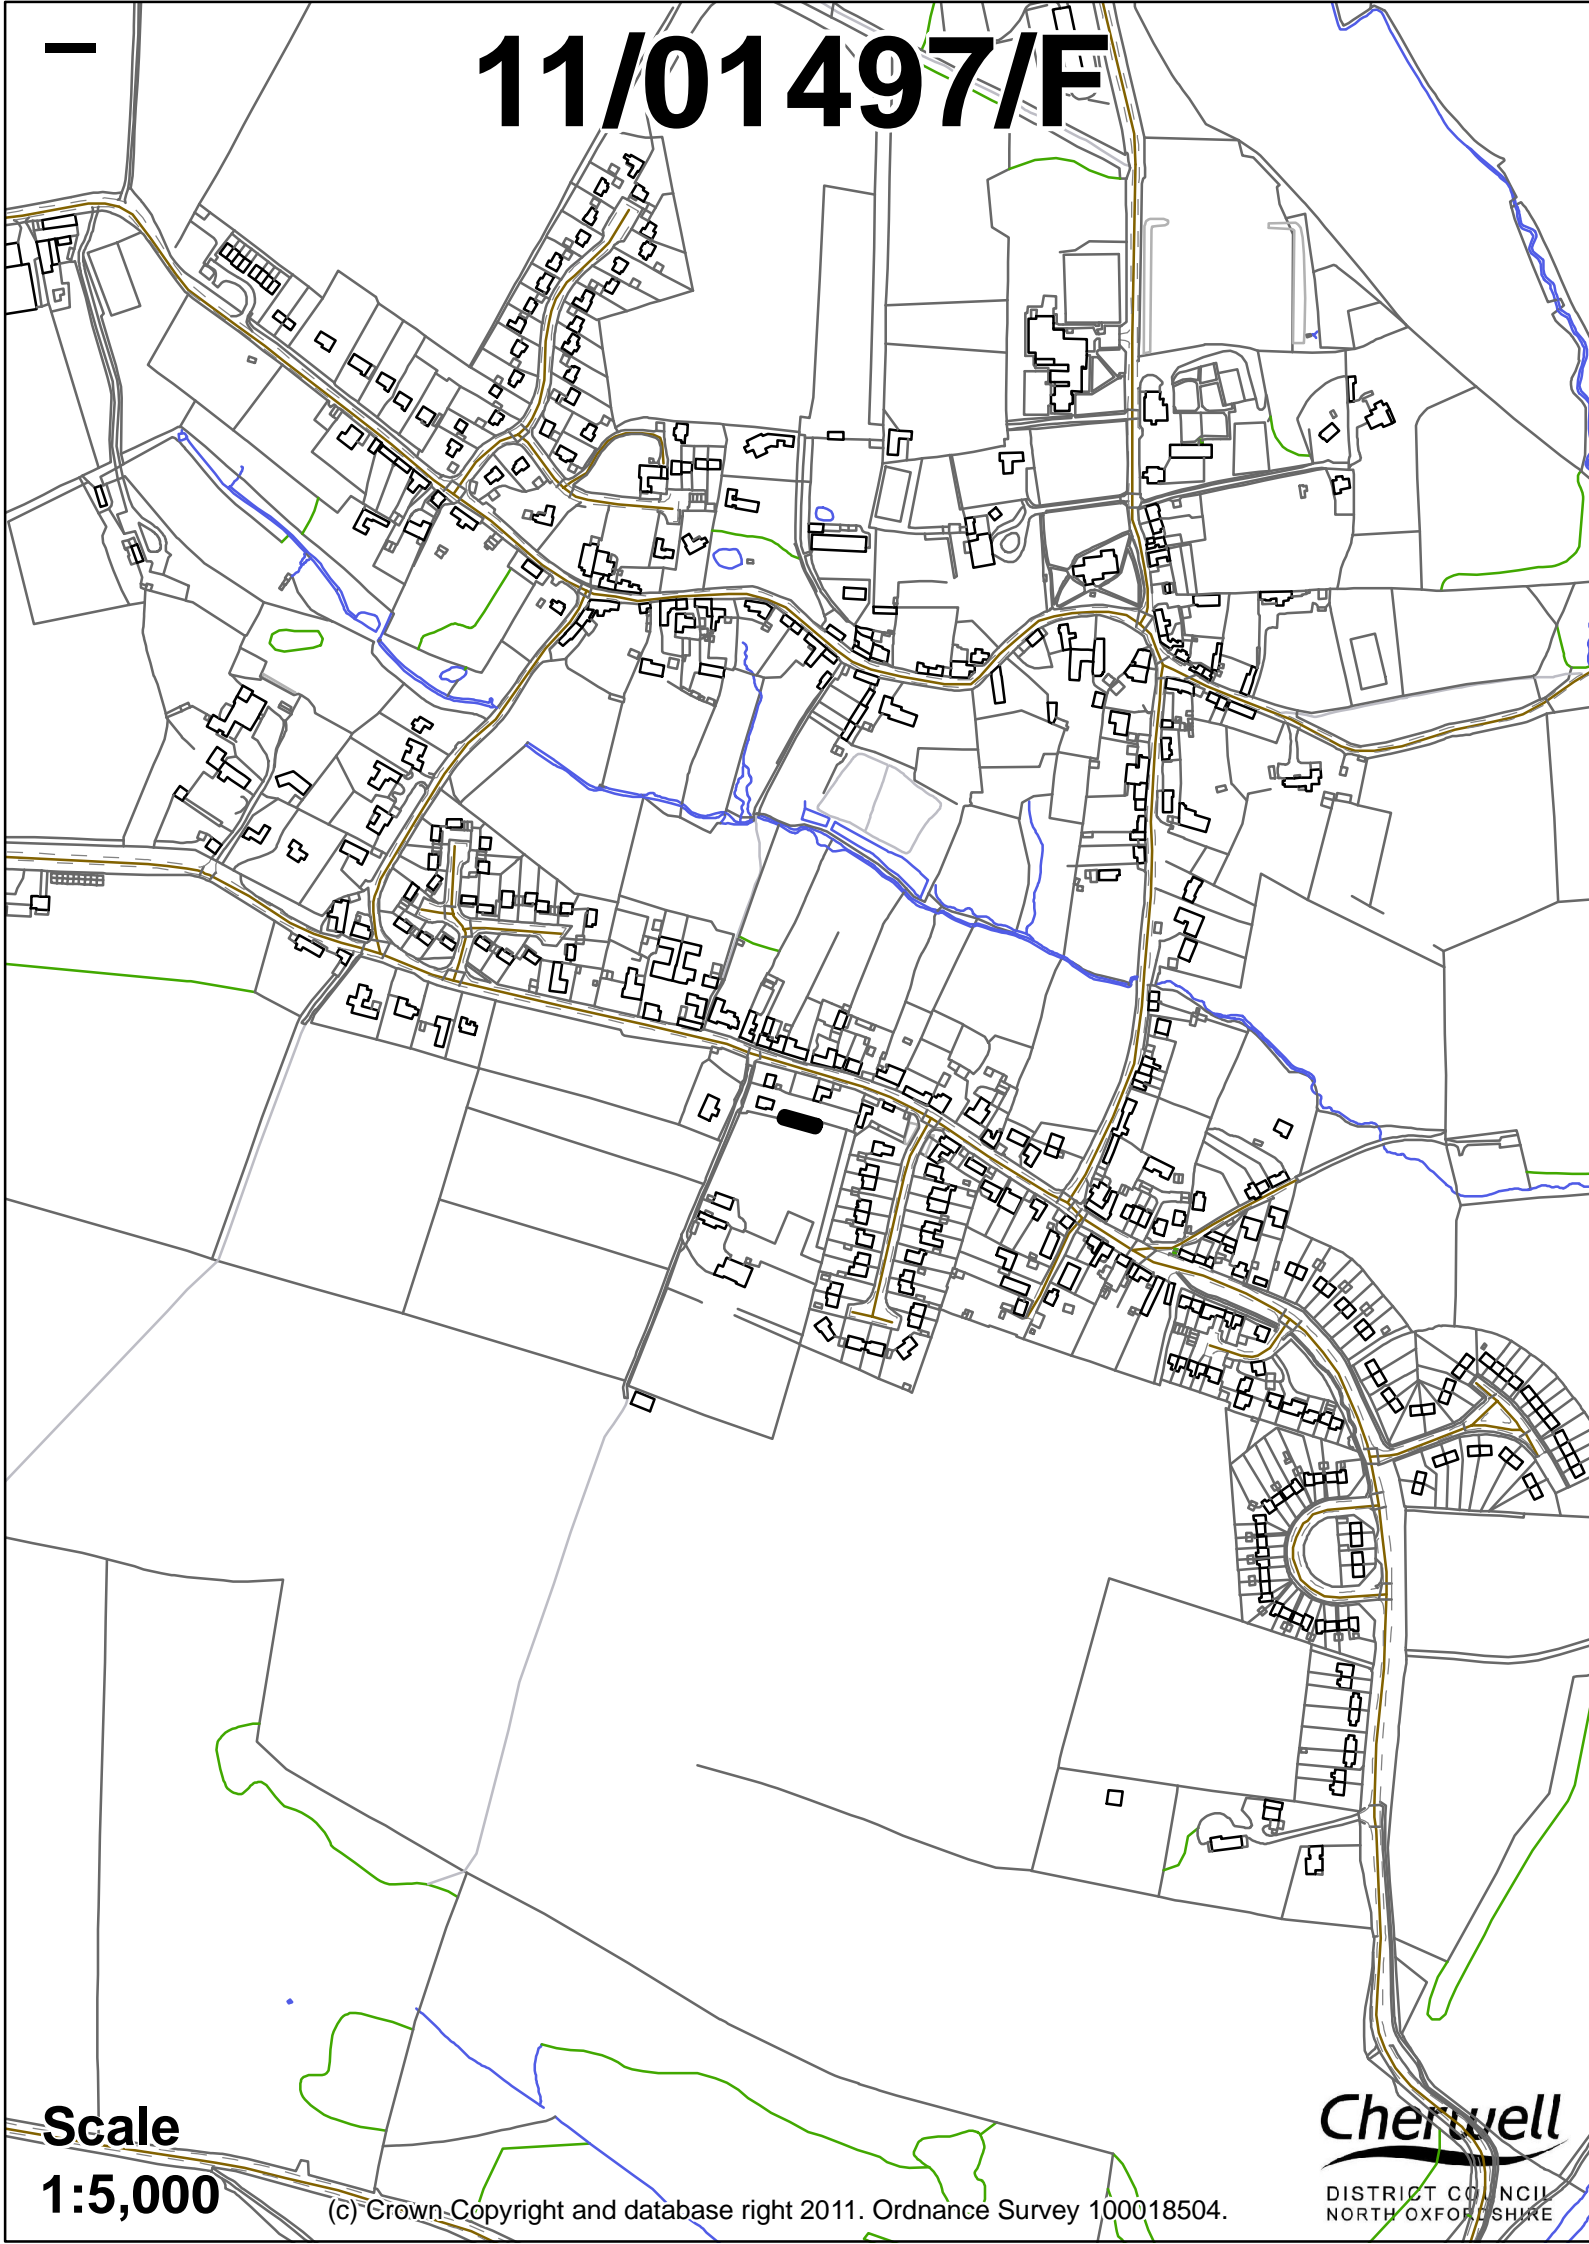 11/01497/F
Scale
1:5,000
(c) Crown Copyright and database right 2011. Ordnance Survey 100018504.
Cherwell
DISTRICT COUNCIL
NORTH OXFORDSHIRE